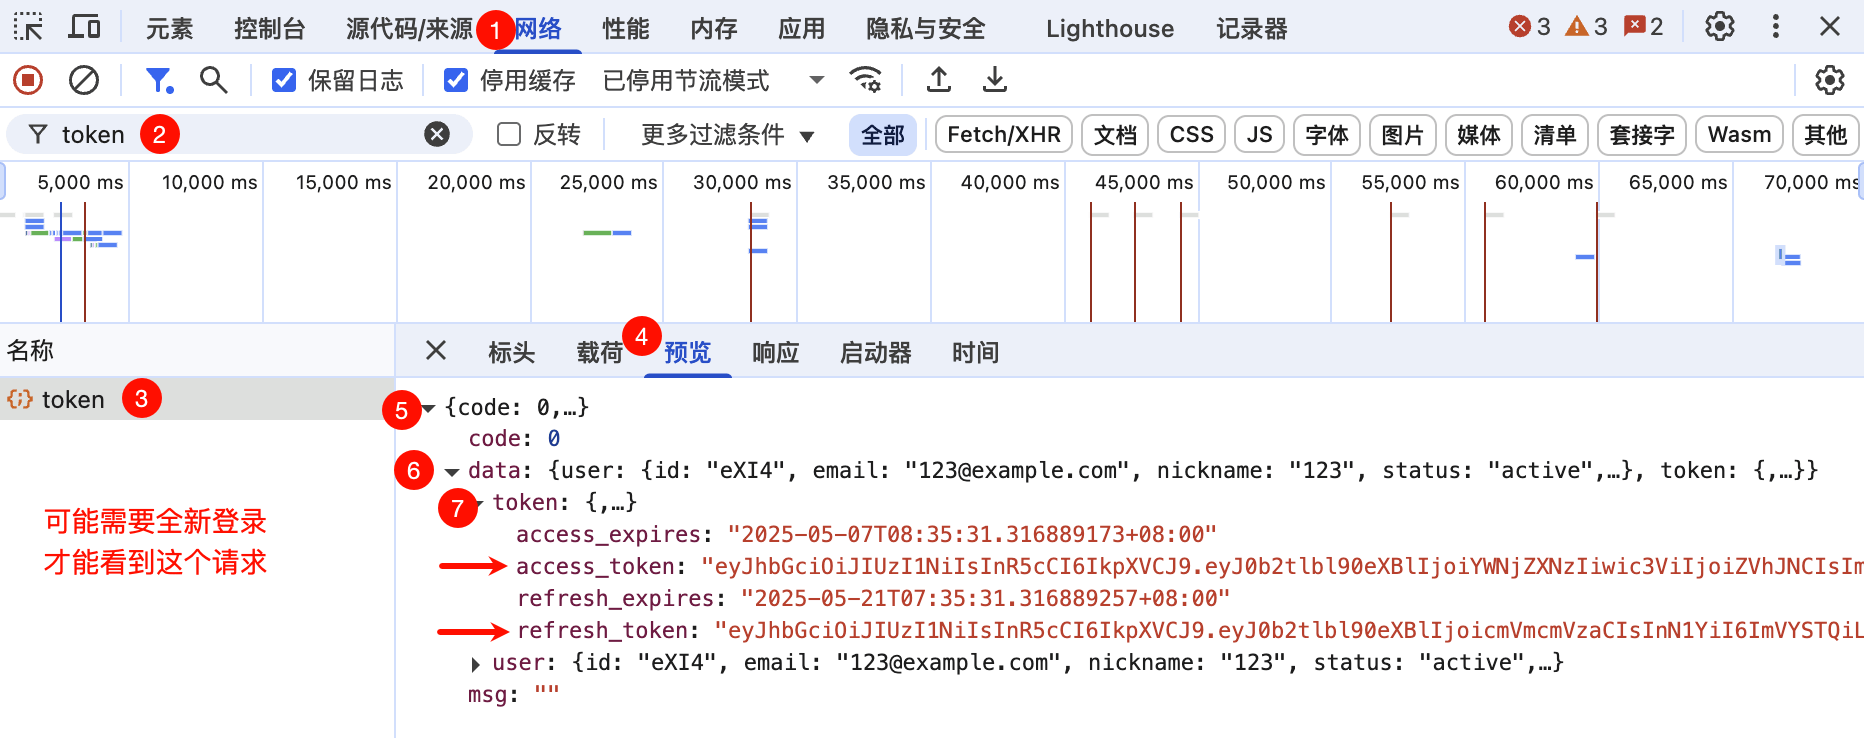 元素 控制台 源代码/来源 1 网络 性能 内存 应用 隐私与安全 Lighthouse 记录器 3 3 2
保留日志 停用缓存 已停用节流模式
token 2 反转 更多过滤条件 全部 Fetch/XHR 文档 CSS JS 字体 图片 媒体 清单 套接字 Wasm 其他
5,000 ms 10,000 ms 15,000 ms 20,000 ms 25,000 ms 30,000 ms 35,000 ms 40,000 ms 45,000 ms 50,000 ms 55,000 ms 60,000 ms 65,000 ms 70,000 ms
名称 标头 载荷 4 预览 响应 启动器 时间
token 3
可能需要全新登录
才能看到这个请求
5 {code: 0,…}
code: 0
6 data: {user: {id: "eXI4", email: "123@example.com", nickname: "123", status: "active",…}, token: {,…}}
7 token: {,…}
access_expires: "2025-05-07T08:35:31.316889173+08:00"
access_token: "eyJhbGciOiJIUzI1NiIsInR5cCI6IkpXVCJ9.eyJ0b2tlbl90eXBlIjoiYWNjZXNzIiwic3ViIjoiZVhJNCIsIm
refresh_expires: "2025-05-21T07:35:31.316889257+08:00"
refresh_token: "eyJhbGciOiJIUzI1NiIsInR5cCI6IkpXVCJ9.eyJ0b2tlbl90eXBlIjoicmVmcmVzaCIsInN1YiI6ImVYSTQiL
user: {id: "eXI4", email: "123@example.com", nickname: "123", status: "active",…}
msg: ""